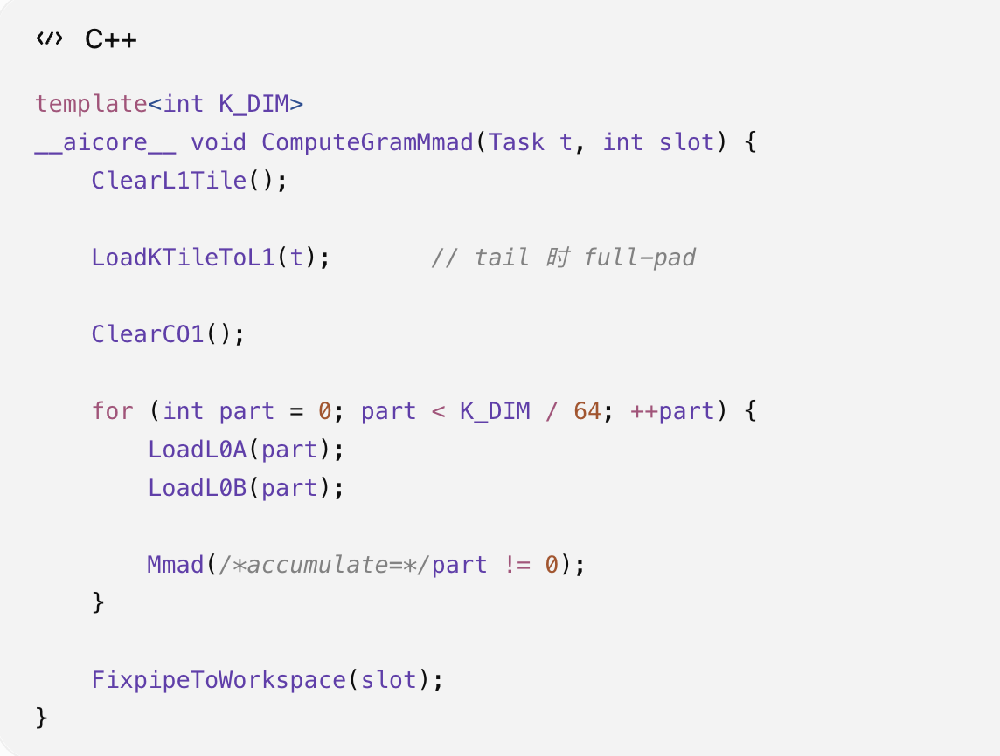 </> C++
template<int K_DIM>
__aicore__ void ComputeGramMmad(Task t, int slot) {
    ClearL1Tile();
    LoadKTileToL1(t);       // tail 时 full-pad
    ClearCO1();
    for (int part = 0; part < K_DIM / 64; ++part) {
        LoadL0A(part);
        LoadL0B(part);
        Mmad(/*accumulate=*/part != 0);
    }
    FixpipeToWorkspace(slot);
}